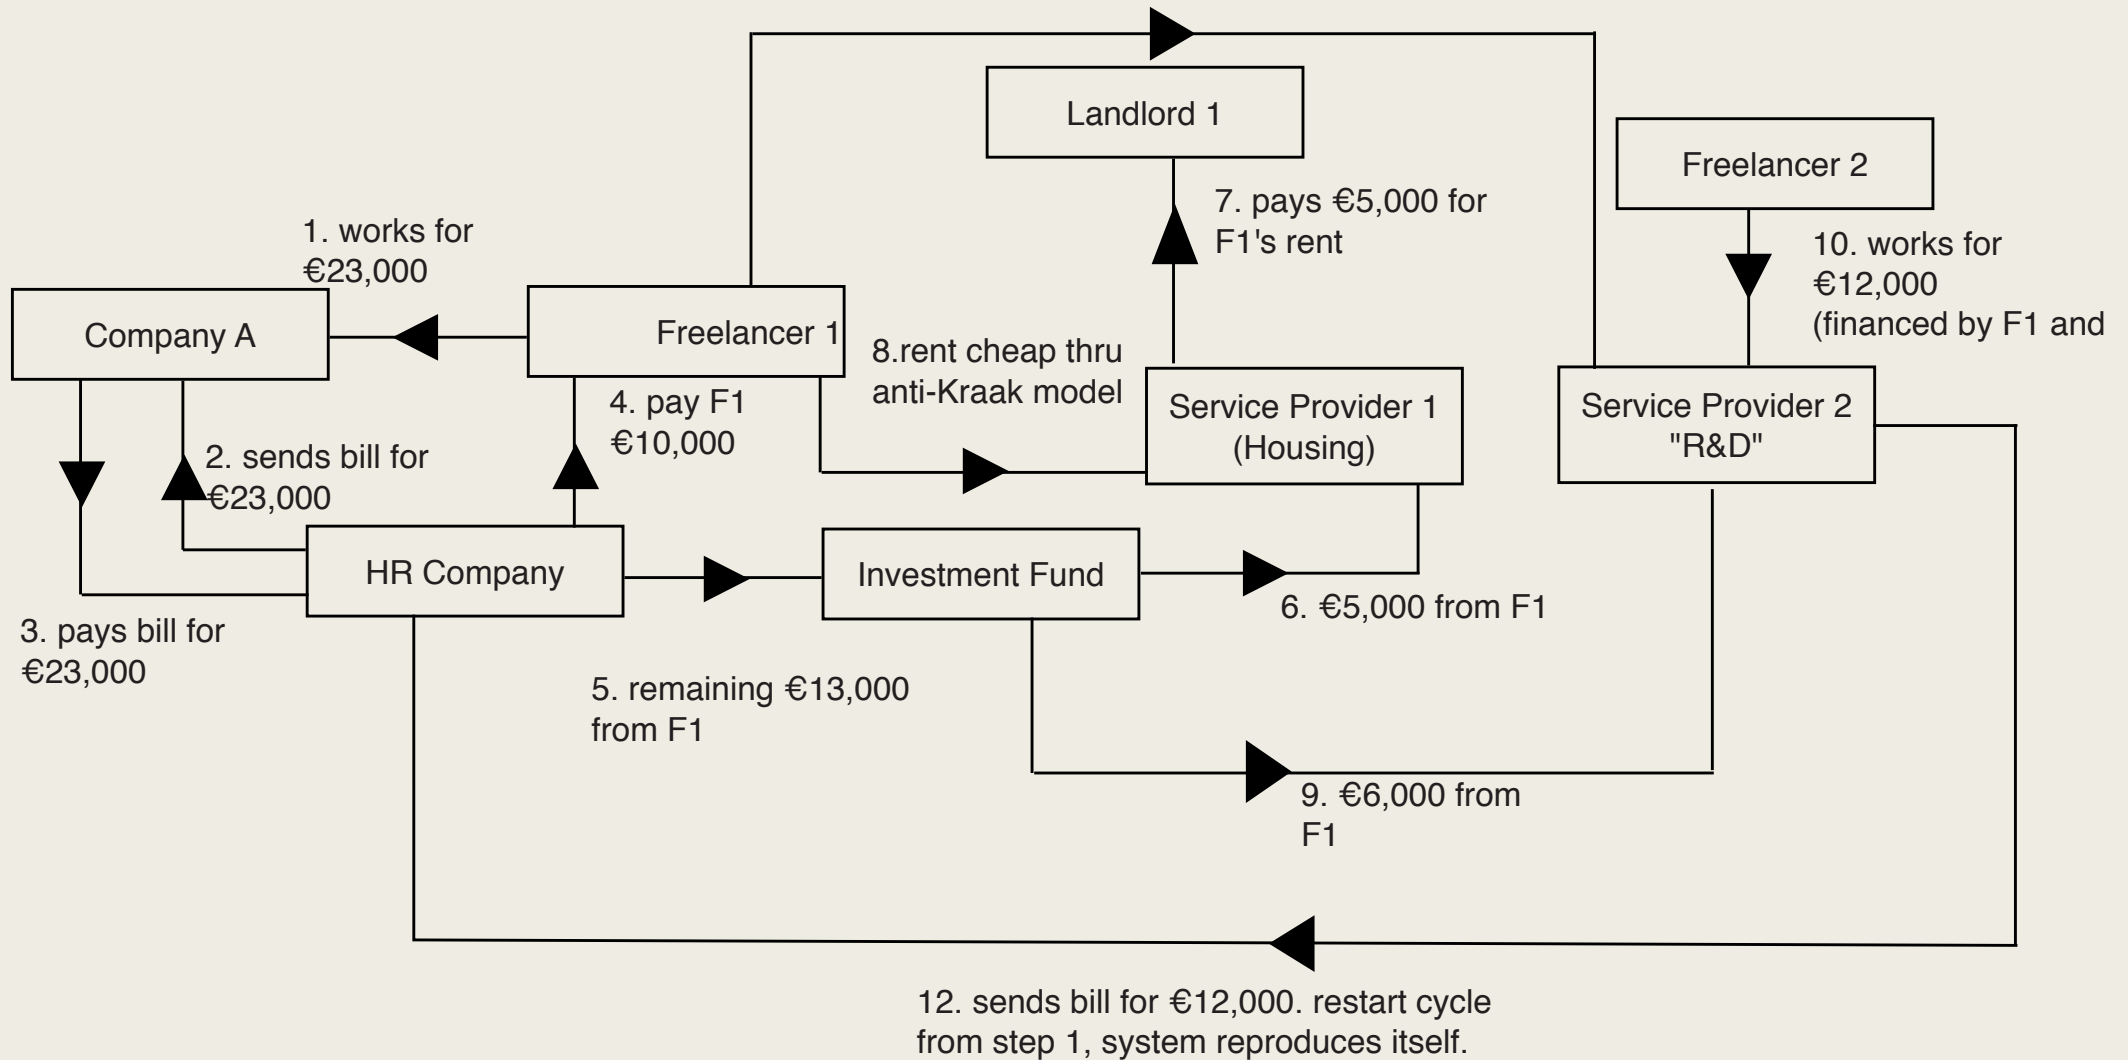 Landlord 1
Freelancer 2
7. pays €5,000 for
F1's rent
1. works for
€23,000
10. works for
€12,000
(financed by F1 and
Company A
Freelancer 1
8.rent cheap thru
anti-Kraak model
4. pay F1
€10,000
Service Provider 1
(Housing)
Service Provider 2
"R&D"
2. sends bill for
€23,000
HR Company
Investment Fund
6. €5,000 from F1
3. pays bill for
€23,000
5. remaining €13,000
from F1
9. €6,000 from
F1
12. sends bill for €12,000. restart cycle
from step 1, system reproduces itself.